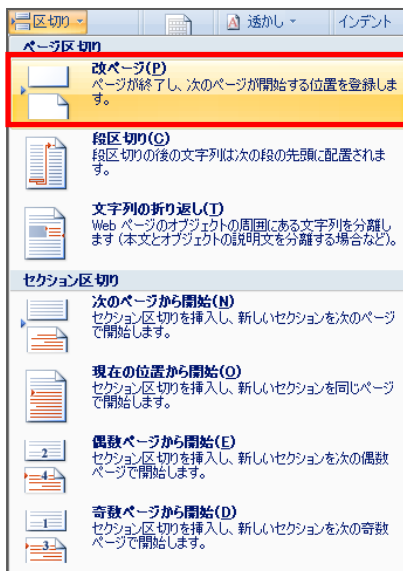 区切り 透かし インデント
ページ区切り
改ページ(P)
ページが終了し、次のページが開始する位置を登録しま
す。
段区切り(C)
段区切りの後の文字列は次の段の先頭に配置されま
す。
文字列の折り返し(T)
Web ページのオブジェクトの周囲にある文字列を分離し
ます (本文とオブジェクトの説明文を分離する場合など)。
セクション区切り
次のページから開始(N)
セクション区切りを挿入し、新しいセクションを次のページ
で開始します。
現在の位置から開始(O)
セクション区切りを挿入し、新しいセクションを同じページ
で開始します。
偶数ページから開始(E)
セクション区切りを挿入し、新しいセクションを次の偶数
ページで開始します。
2
4
奇数ページから開始(D)
セクション区切りを挿入し、新しいセクションを次の奇数
ページで開始します。
1
3